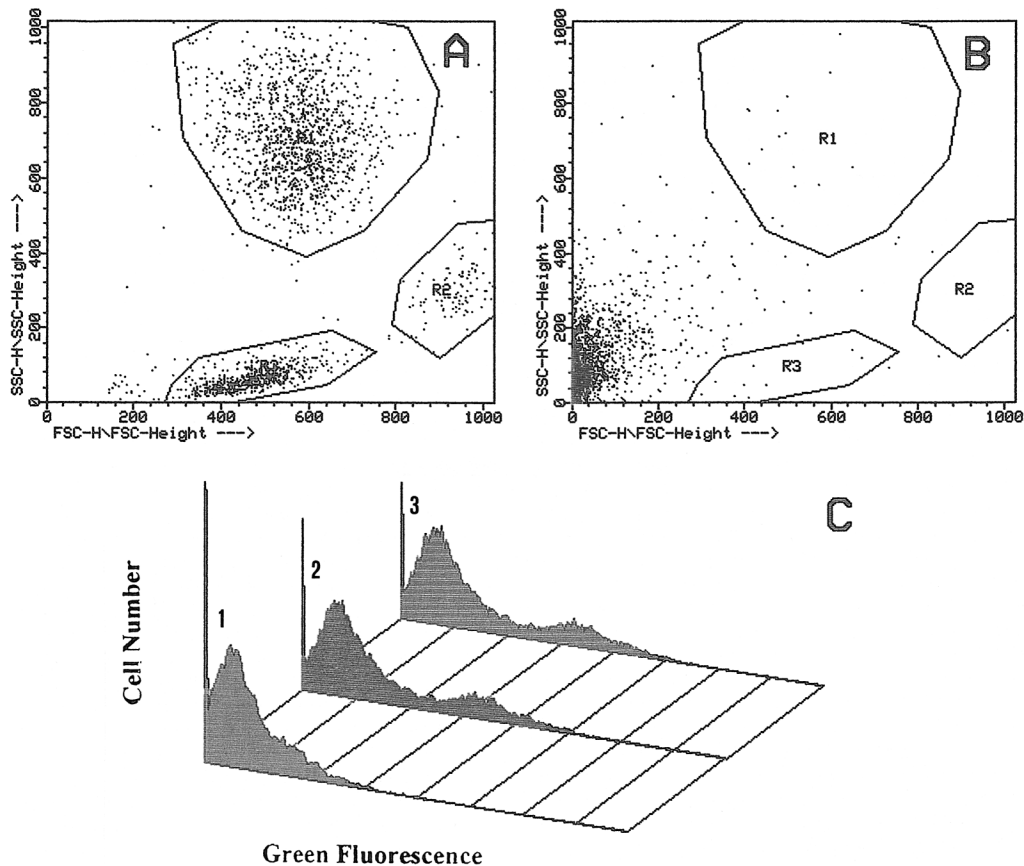 A
1000
800
600
400
200
0
SSC-H\SSC-Height --->
R1
R2
R3
0 200 400 600 800 1000
FSC-H\FSC-Height --->
B
1000
800
600
400
200
0
SSC-H\SSC-Height --->
R1
R2
R3
0 200 400 600 800 1000
FSC-H\FSC-Height --->
C
Cell Number
1
2
3
Green Fluorescence